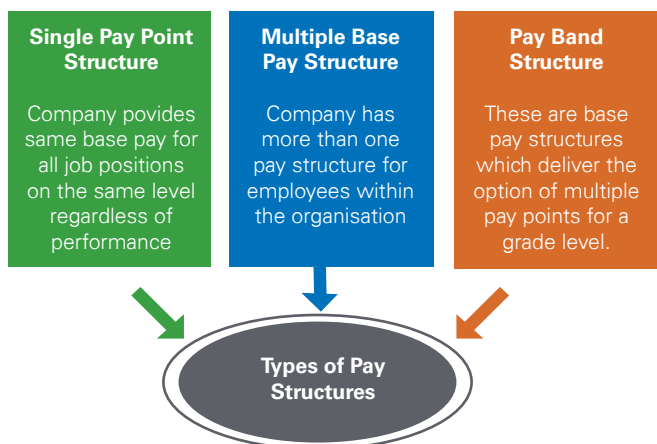 Single Pay Point
Structure
Company povides
same base pay for
all job positions
on the same level
regardless of
performance
Multiple Base
Pay Structure
Company has
more than one
pay structure for
employees within
the organisation
Pay Band
Structure
These are base
pay structures
which deliver the
option of multiple
pay points for a
grade level.
Types of Pay
Structures